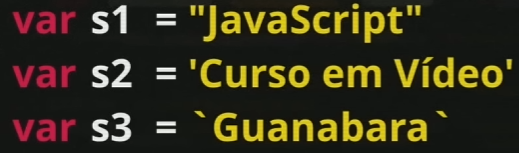 var s1 = "JavaScript"
var s2 = 'Curso em Vídeo'
var s3 = `Guanabara`